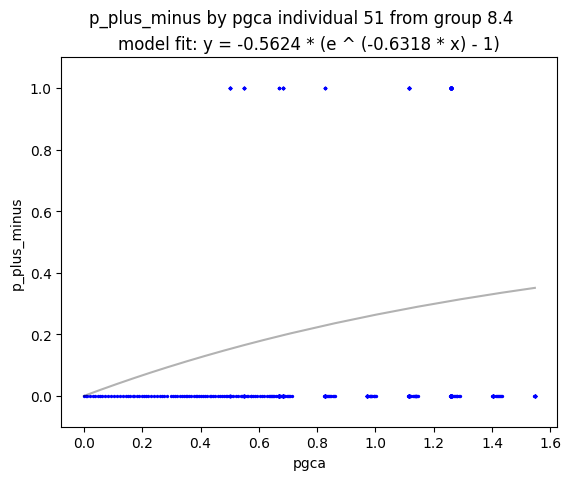 p_plus_minus by pgca individual 51 from group 8.4
model fit: y = -0.5624 * (e ^ (-0.6318 * x) - 1)
1.0
0.8
0.6
0.4
0.2
0.0
p_plus_minus
0.0 0.2 0.4 0.6 0.8 1.0 1.2 1.4 1.6
pgca